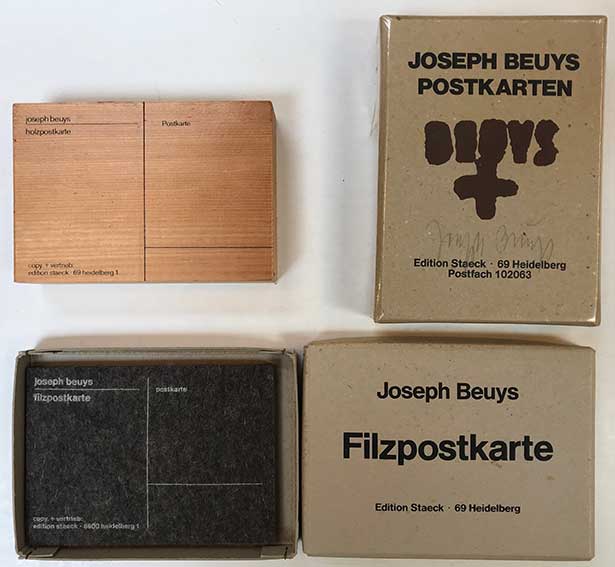 joseph beuys
holzpostkarte
Postkarte
copy. + vertrieb:
edition staeck · 69 heidelberg 1
JOSEPH BEUYS
POSTKARTEN
BEUYS
+
Joseph Beuys
Edition Staeck · 69 Heidelberg
Postfach 102063
joseph beuys
filzpostkarte
postkarte
copy. + vertrieb:
edition staeck · 6900 heidelberg 1
Joseph Beuys
Filzpostkarte
Edition Staeck · 69 Heidelberg